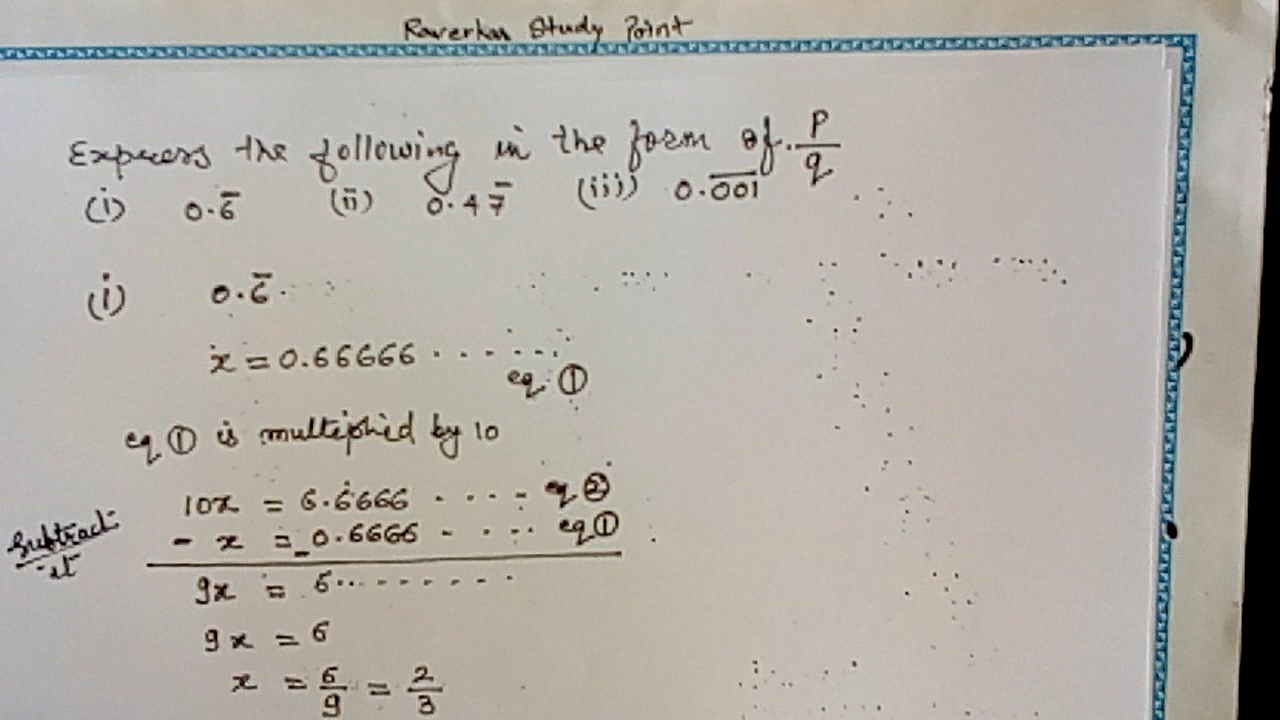 Raverkar Study Point
Express the following in the form of p/q
(i) 0.6̅ (ii) 0.47̅ (iii) 0.0̅0̅1̅
(i) 0.6̅.
x = 0.66666 ......
eq ①
eq ① is multiplied by 10
10x = 6.6666 ..... eq ②
Subtract it
- x = -0.6666 ..... eq ①
9x = 6.........
9x = 6
x = 6/9 = 2/3